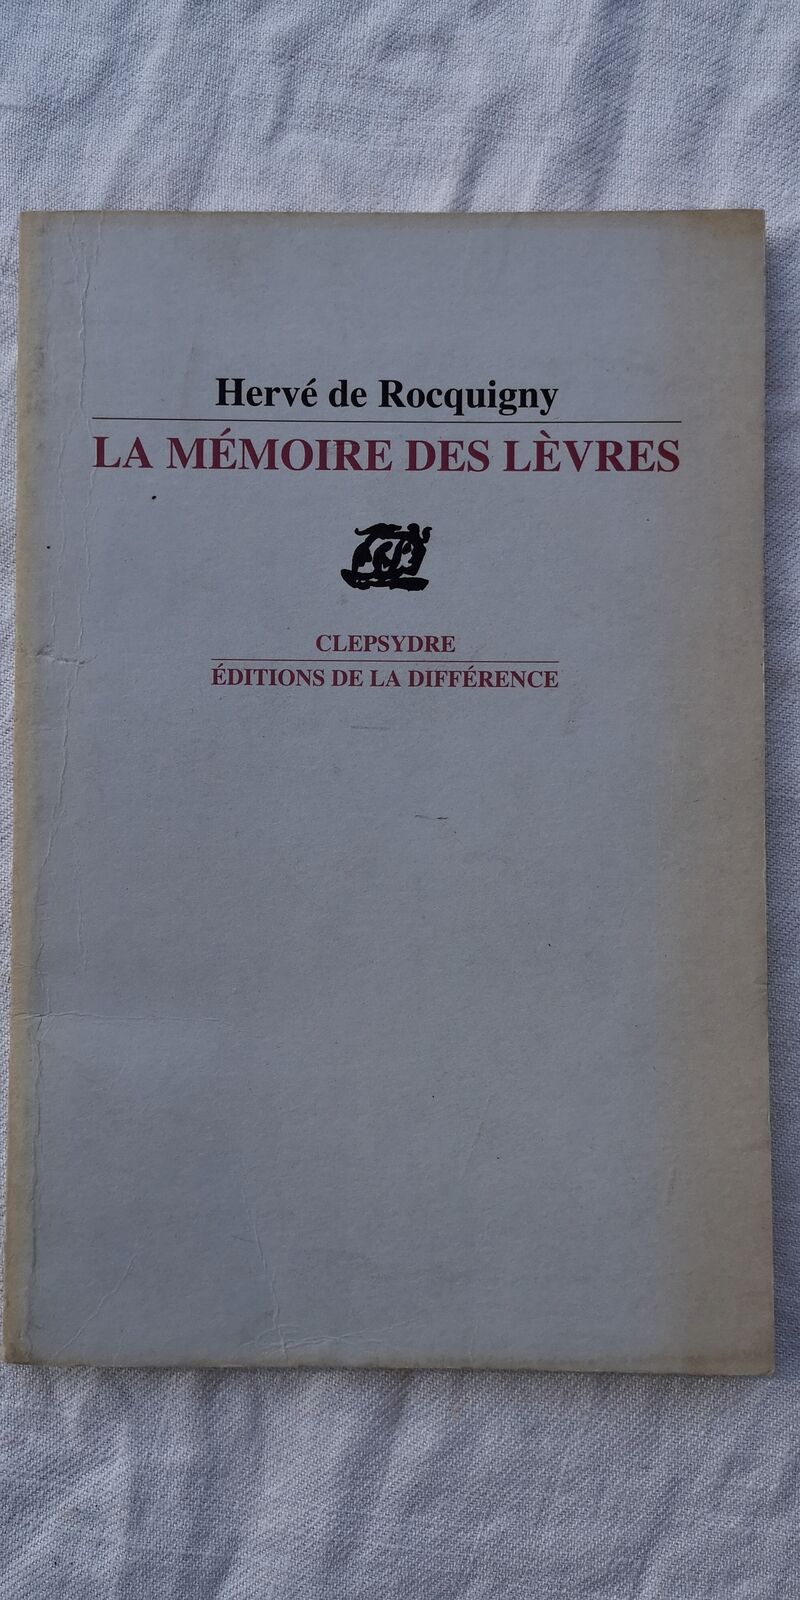 Hervé de Rocquigny
LA MÉMOIRE DES LÈVRES
CLEPSYDRE
ÉDITIONS DE LA DIFFÉRENCE